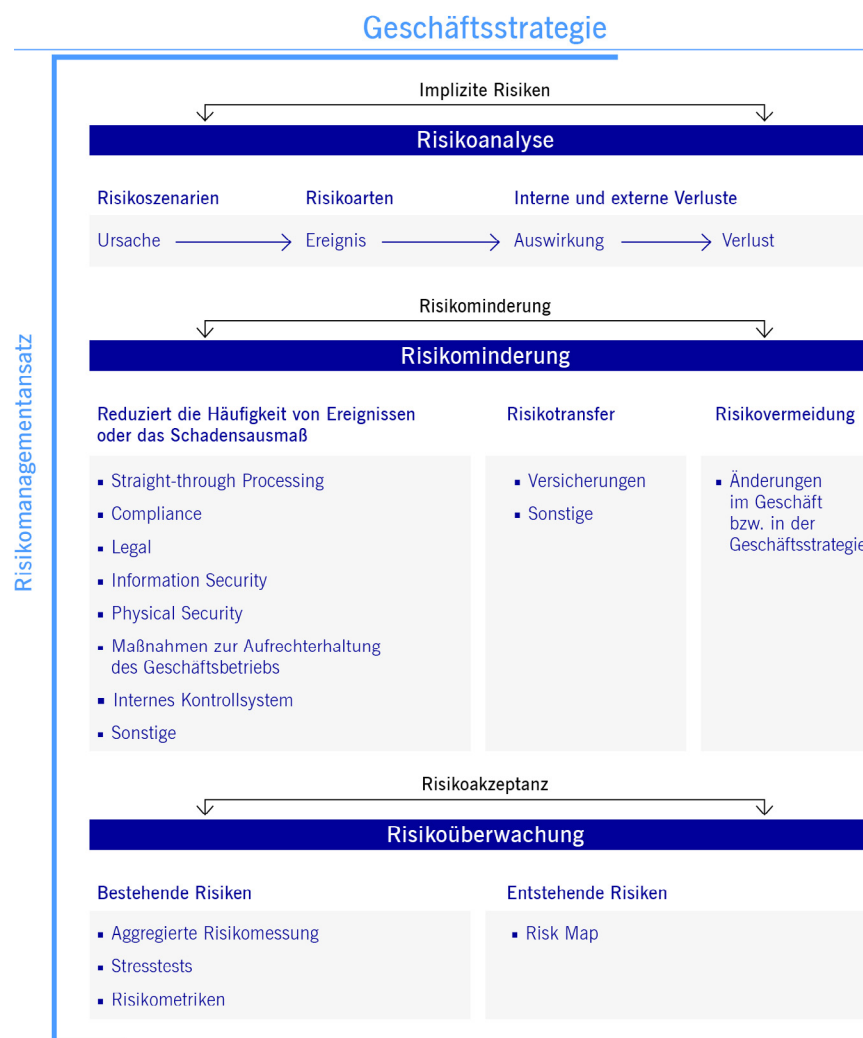 Geschäftsstrategie
Risikomanagementansatz
Implizite Risiken
Risikoanalyse
Risikoszenarien
Risikoarten
Interne und externe Verluste
Ursache
Ereignis
Auswirkung
Verlust
Risikominderung
Risikominderung
Reduziert die Häufigkeit von Ereignissen
oder das Schadensausmaß
▪ Straight-through Processing
▪ Compliance
▪ Legal
▪ Information Security
▪ Physical Security
▪ Maßnahmen zur Aufrechterhaltung
des Geschäftsbetriebs
▪ Internes Kontrollsystem
▪ Sonstige
Risikotransfer
▪ Versicherungen
▪ Sonstige
Risikovermeidung
▪ Änderungen
im Geschäft
bzw. in der
Geschäftsstrategie
Risikoakzeptanz
Risikoüberwachung
Bestehende Risiken
▪ Aggregierte Risikomessung
▪ Stresstests
▪ Risikometriken
Entstehende Risiken
▪ Risk Map